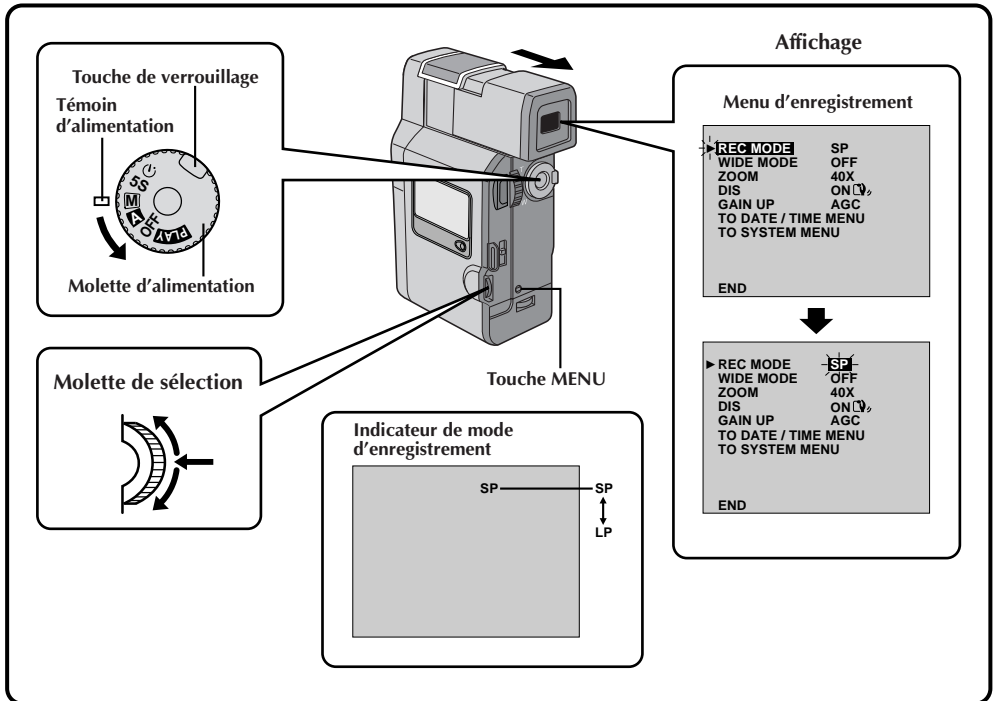 Touche de verrouillage
Témoin
d'alimentation
5S
M
A
OFF
PLAY
Molette d'alimentation
Molette de sélection
Touche MENU
Indicateur de mode
d'enregistrement
SP SP
LP
Affichage
Menu d'enregistrement
REC MODE SP
WIDE MODE OFF
ZOOM 40X
DIS ON
GAIN UP AGC
TO DATE / TIME MENU
TO SYSTEM MENU
END
REC MODE SP
WIDE MODE OFF
ZOOM 40X
DIS ON
GAIN UP AGC
TO DATE / TIME MENU
TO SYSTEM MENU
END